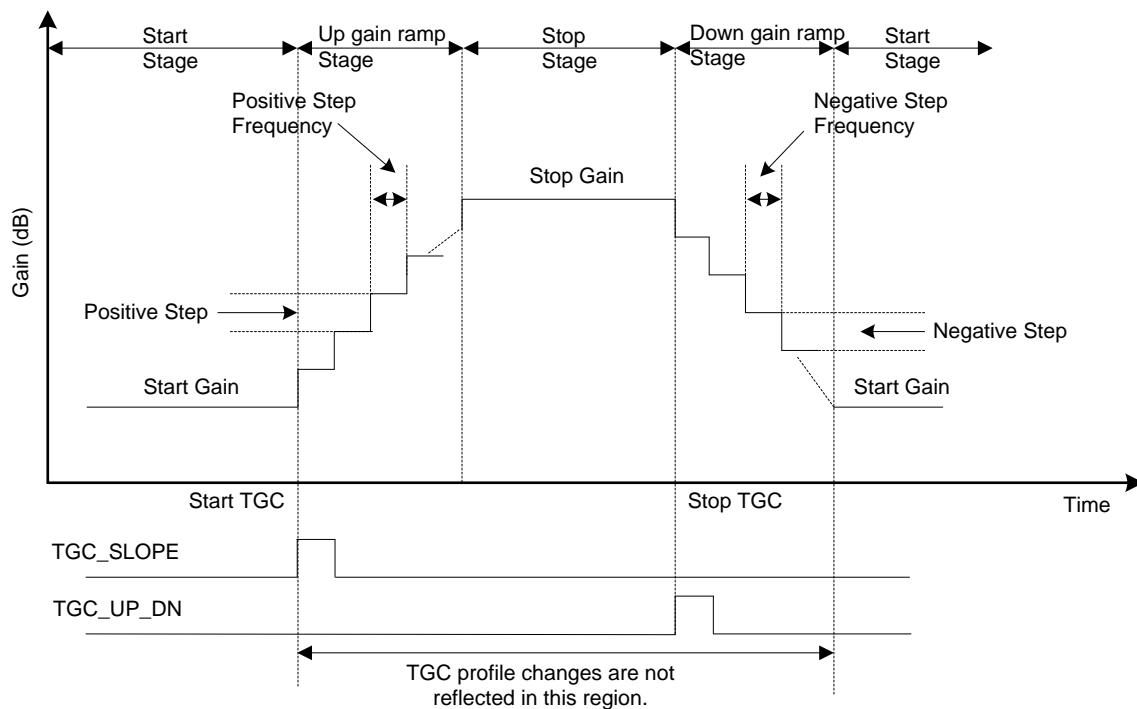 Start
Stage
Up gain ramp
Stage
Stop
Stage
Down gain ramp
Stage
Start
Stage
Positive Step
Frequency
Negative Step
Frequency
Stop Gain
Gain (dB)
Positive Step
Negative Step
Start Gain
Start Gain
Start TGC
Stop TGC
Time
TGC_SLOPE
TGC_UP_DN
TGC profile changes are not
reflected in this region.